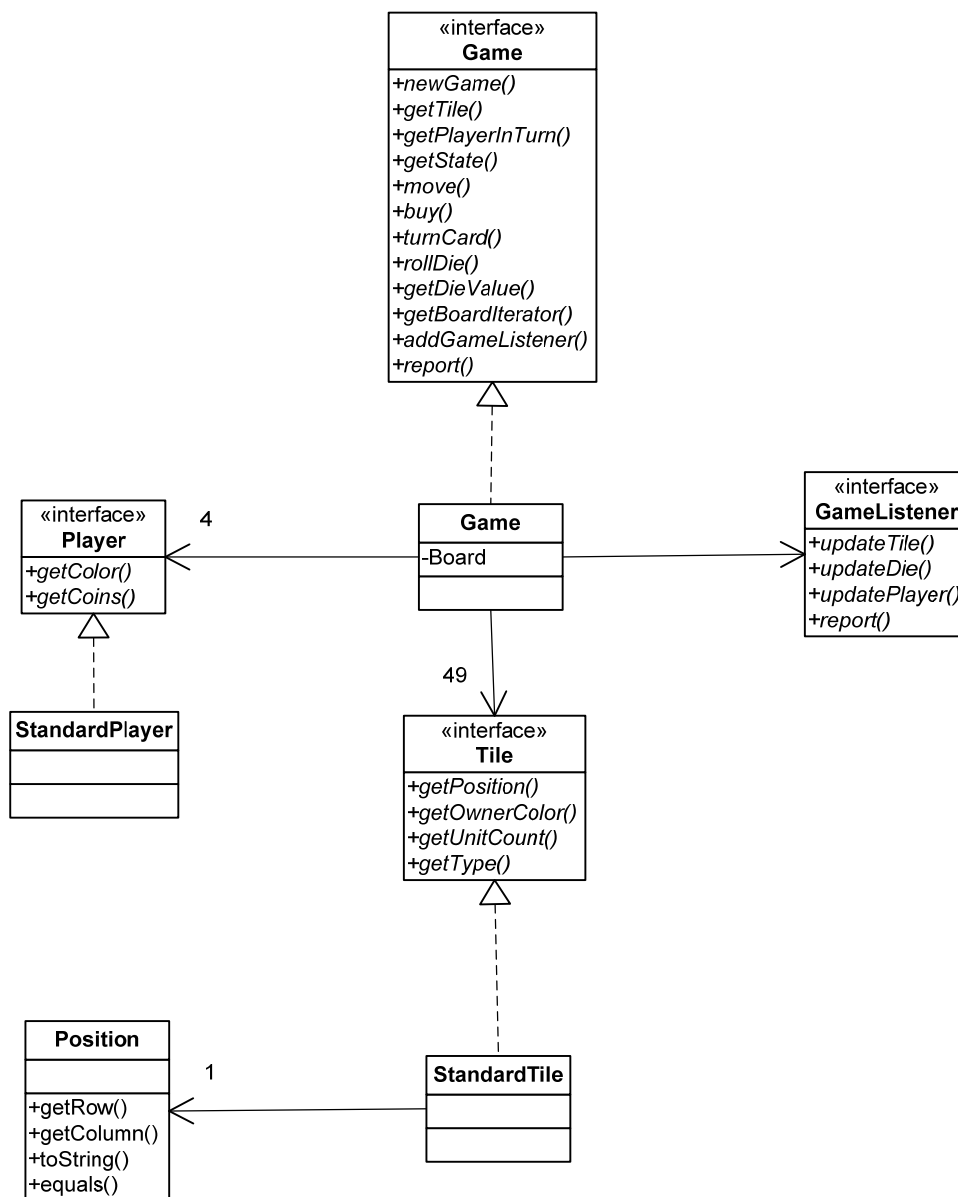 «interface»
Game
+newGame()
+getTile()
+getPlayerInTurn()
+getState()
+move()
+buy()
+turnCard()
+rollDie()
+getDieValue()
+getBoardIterator()
+addGameListener()
+report()
«interface»
Player
+getColor()
+getCoins()
4
Game
-Board
«interface»
GameListener
+updateTile()
+updateDie()
+updatePlayer()
+report()
StandardPlayer
49
«interface»
Tile
+getPosition()
+getOwnerColor()
+getUnitCount()
+getType()
Position
+getRow()
+getColumn()
+toString()
+equals()
1
StandardTile